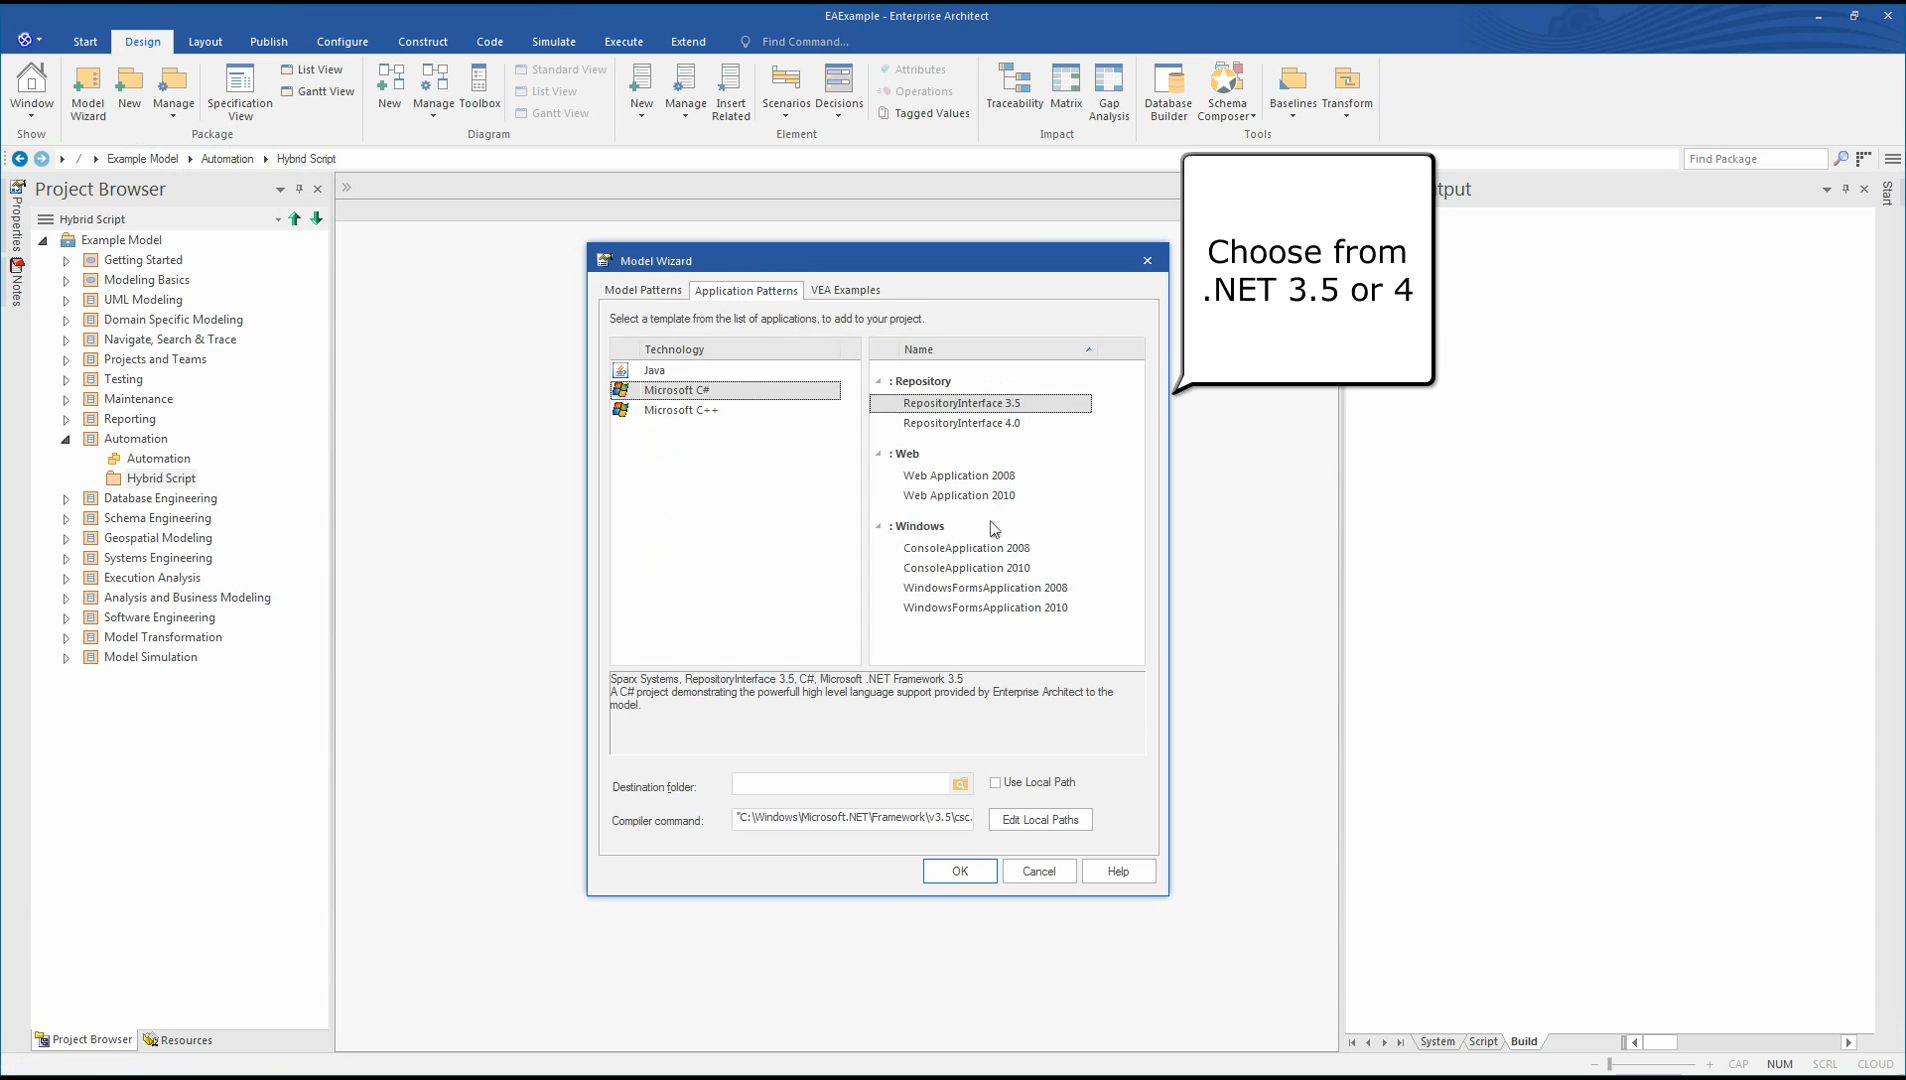 EAExample - Enterprise Architect
Start
Design
Layout
Publish
Configure
Construct
Code
Simulate
Execute
Extend
Find Command...
Window
Show
Model
Wizard
New
Manage
Specification
View
List View
Gantt View
Package
New
Manage
Toolbox
Standard View
List View
Gantt View
Diagram
New
Manage
Insert
Related
Scenarios
Decisions
Attributes
Operations
Tagged Values
Element
Traceability
Matrix
Gap
Analysis
Impact
Database
Builder
Schema
Composer
Baselines
Transform
Tools
/
Example Model
Automation
Hybrid Script
Find Package
Properties
Notes
Project Browser
Hybrid Script
Example Model
Getting Started
Modeling Basics
UML Modeling
Domain Specific Modeling
Navigate, Search & Trace
Projects and Teams
Testing
Maintenance
Reporting
Automation
Automation
Hybrid Script
Database Engineering
Schema Engineering
Geospatial Modeling
Systems Engineering
Execution Analysis
Analysis and Business Modeling
Software Engineering
Model Transformation
Model Simulation
Project Browser
Resources
Model Wizard
Model Patterns
Application Patterns
VEA Examples
Select a template from the list of applications, to add to your project.
Technology
Java
Microsoft C#
Microsoft C++
Name
: Repository
RepositoryInterface 3.5
RepositoryInterface 4.0
: Web
Web Application 2008
Web Application 2010
: Windows
ConsoleApplication 2008
ConsoleApplication 2010
WindowsFormsApplication 2008
WindowsFormsApplication 2010
Sparx Systems, RepositoryInterface 3.5, C#, Microsoft .NET Framework 3.5
A C# project demonstrating the powerfull high level language support provided by Enterprise Architect to the
model.
Destination folder:
Use Local Path
Compiler command:
"C:\Windows\Microsoft.NET\Framework\v3.5\csc.
Edit Local Paths
OK
Cancel
Help
Choose from
.NET 3.5 or 4
tput
Start
System
Script
Build
CAP
NUM
SCRL
CLOUD